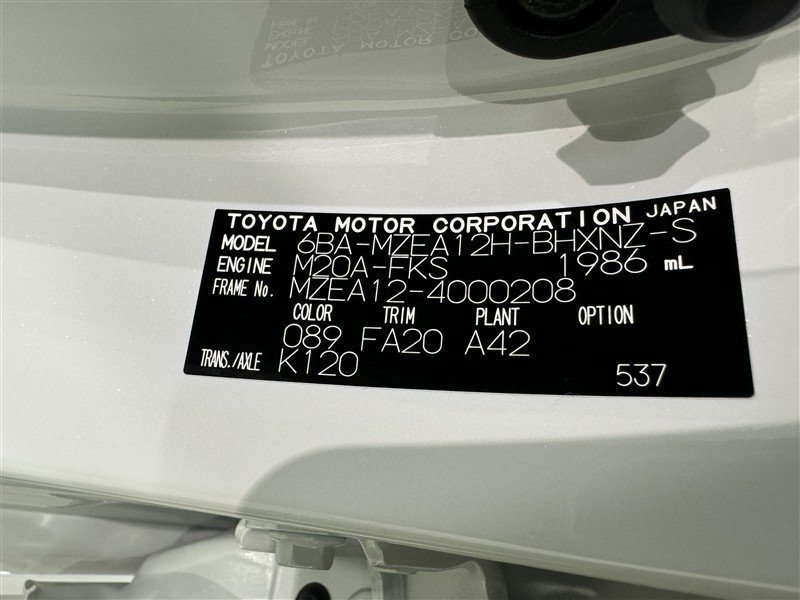 TOYOTA MOTOR CORPORATION JAPAN
MODEL 6BA-MZEA12H-BHXNZ-S
ENGINE M20A-FKS 1986 mL
FRAME No. MZEA12-4000208
COLOR TRIM PLANT OPTION
089 FA20 A42
TRANS./AXLE K120
537